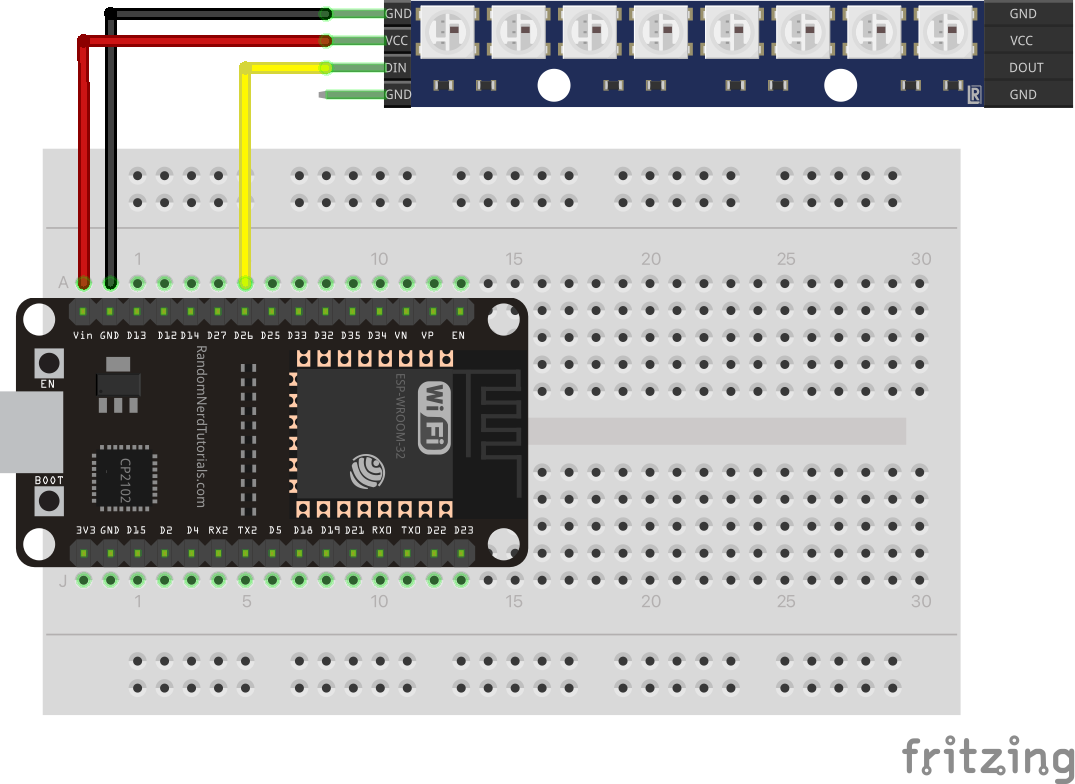 GND
VCC
DIN
GND
GND
VCC
DOUT
GND
R
1 10 15 20 25 30
A
Vin GND D13 D12 D14 D27 D26 D25 D33 D32 D35 D34 VN VP EN
EN
RandomNerdTutorials.com
ESP-WROOM-32
WiFi
CP2102
BOOT
3V3 GND D15 D2 D4 RX2 TX2 D5 D18 D19 D21 RX0 TX0 D22 D23
J
1 5 10 15 20 25 30
fritzing